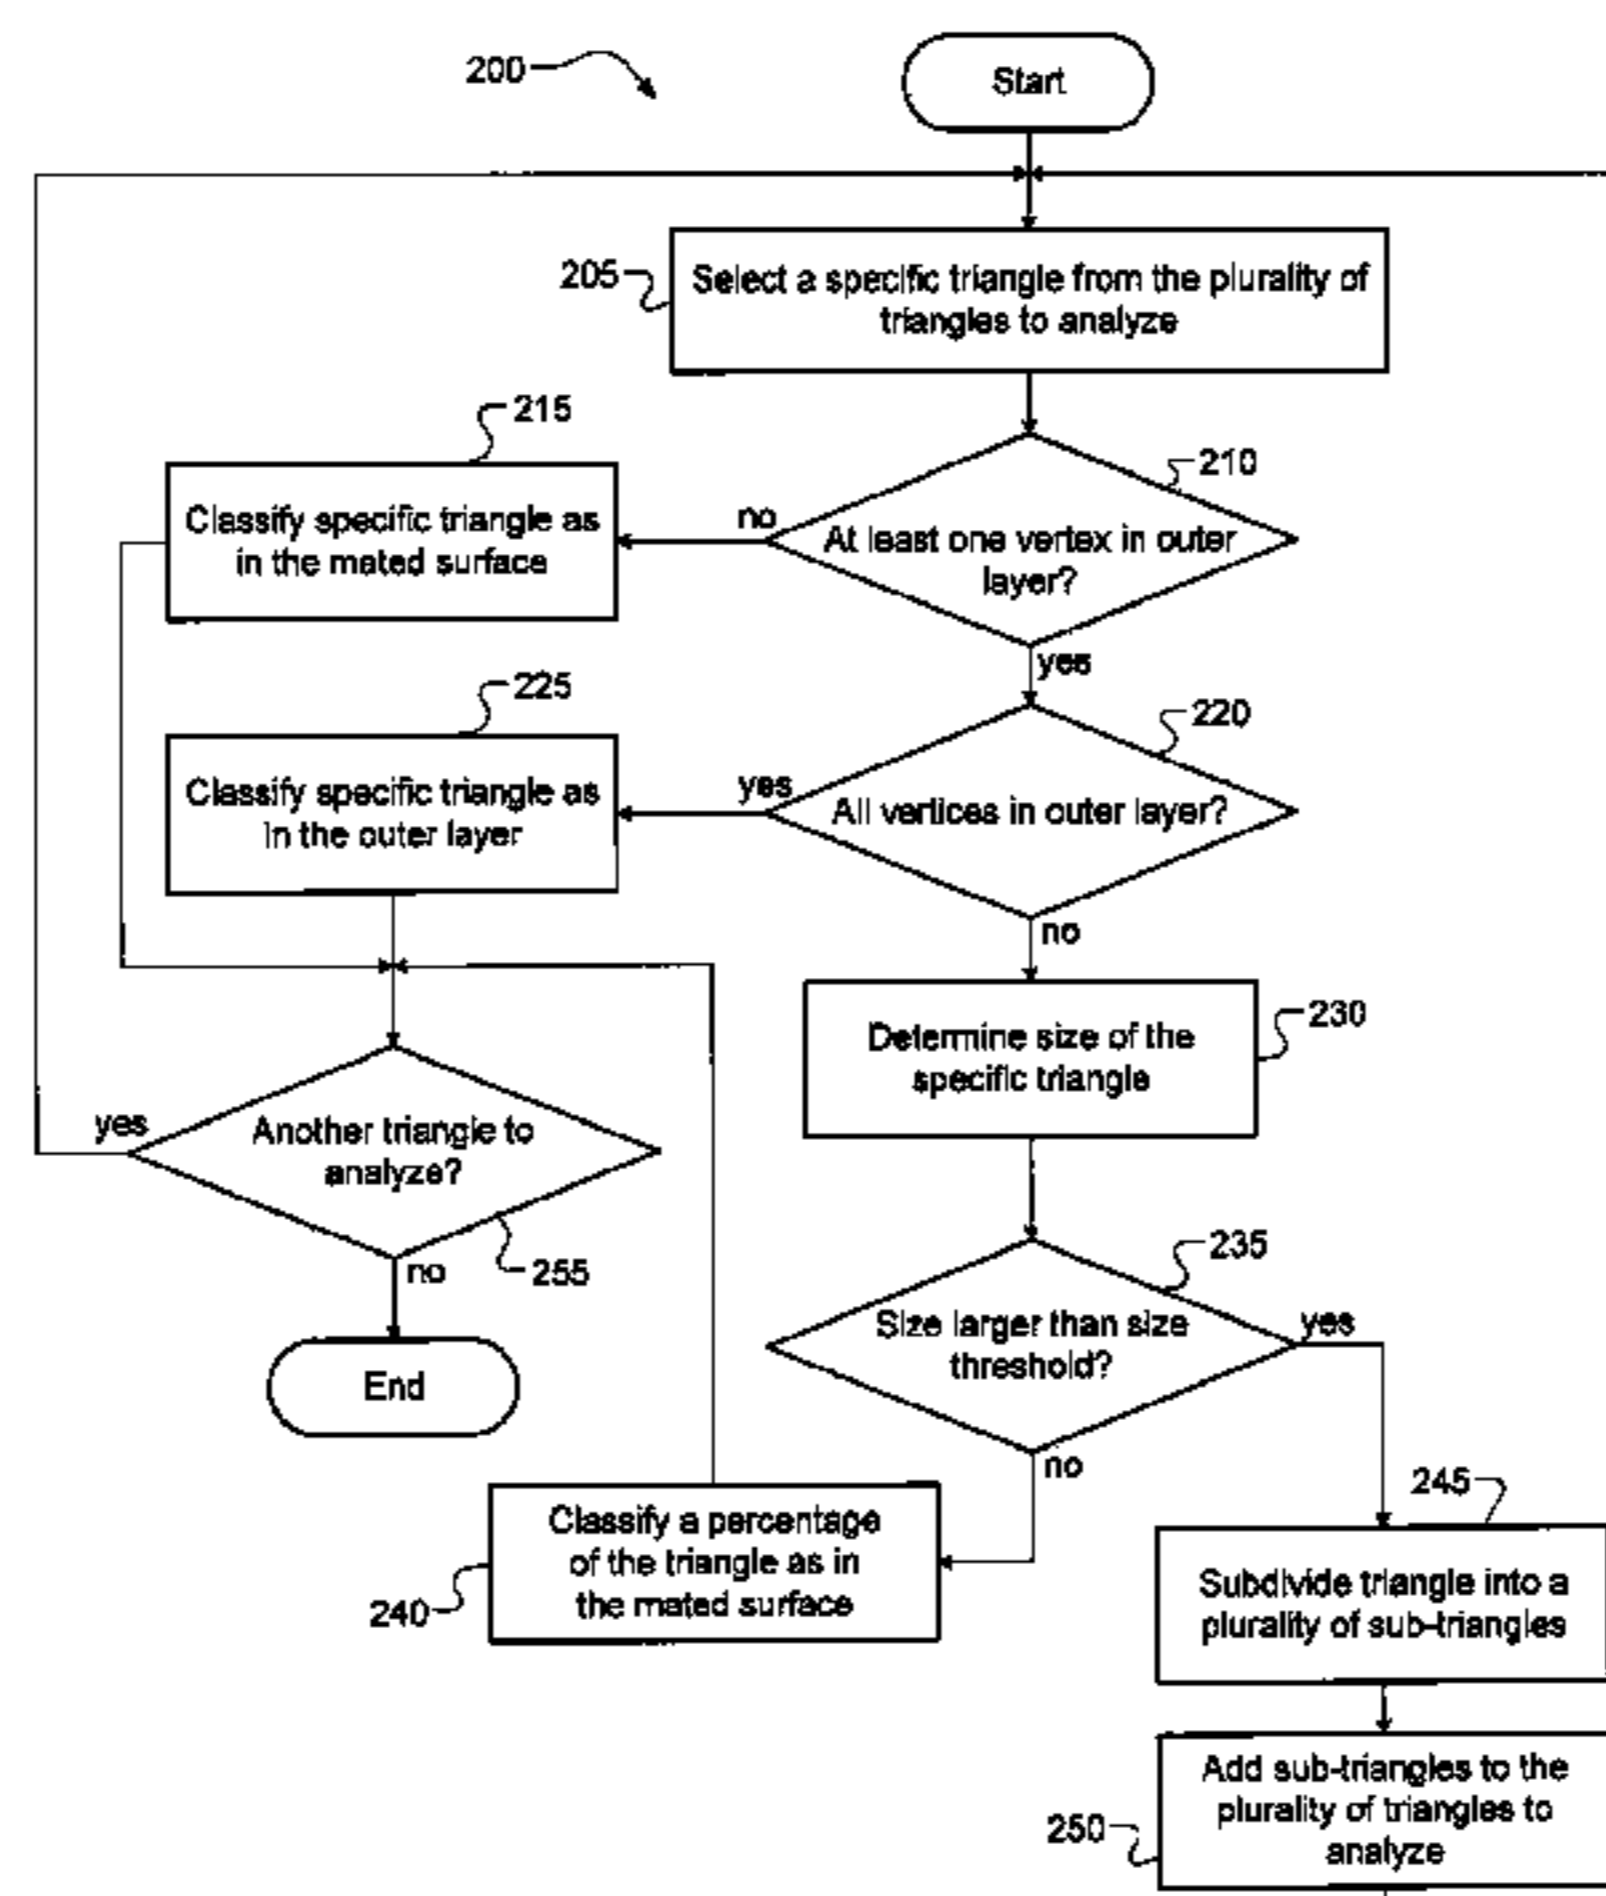 200
Start
205
Select a specific triangle from the plurality of
triangles to analyze
215
210
Classify specific triangle as
in the mated surface
no
At least one vertex in outer
layer?
yes
225
220
Classify specific triangle as
in the outer layer
yes
All vertices in outer layer?
no
230
Determine size of the
specific triangle
yes
Another triangle to
analyze?
255
no
End
235
Size larger than size
threshold?
yes
no
240
Classify a percentage
of the triangle as in
the mated surface
245
Subdivide triangle into a
plurality of sub-triangles
250
Add sub-triangles to the
plurality of triangles to
analyze